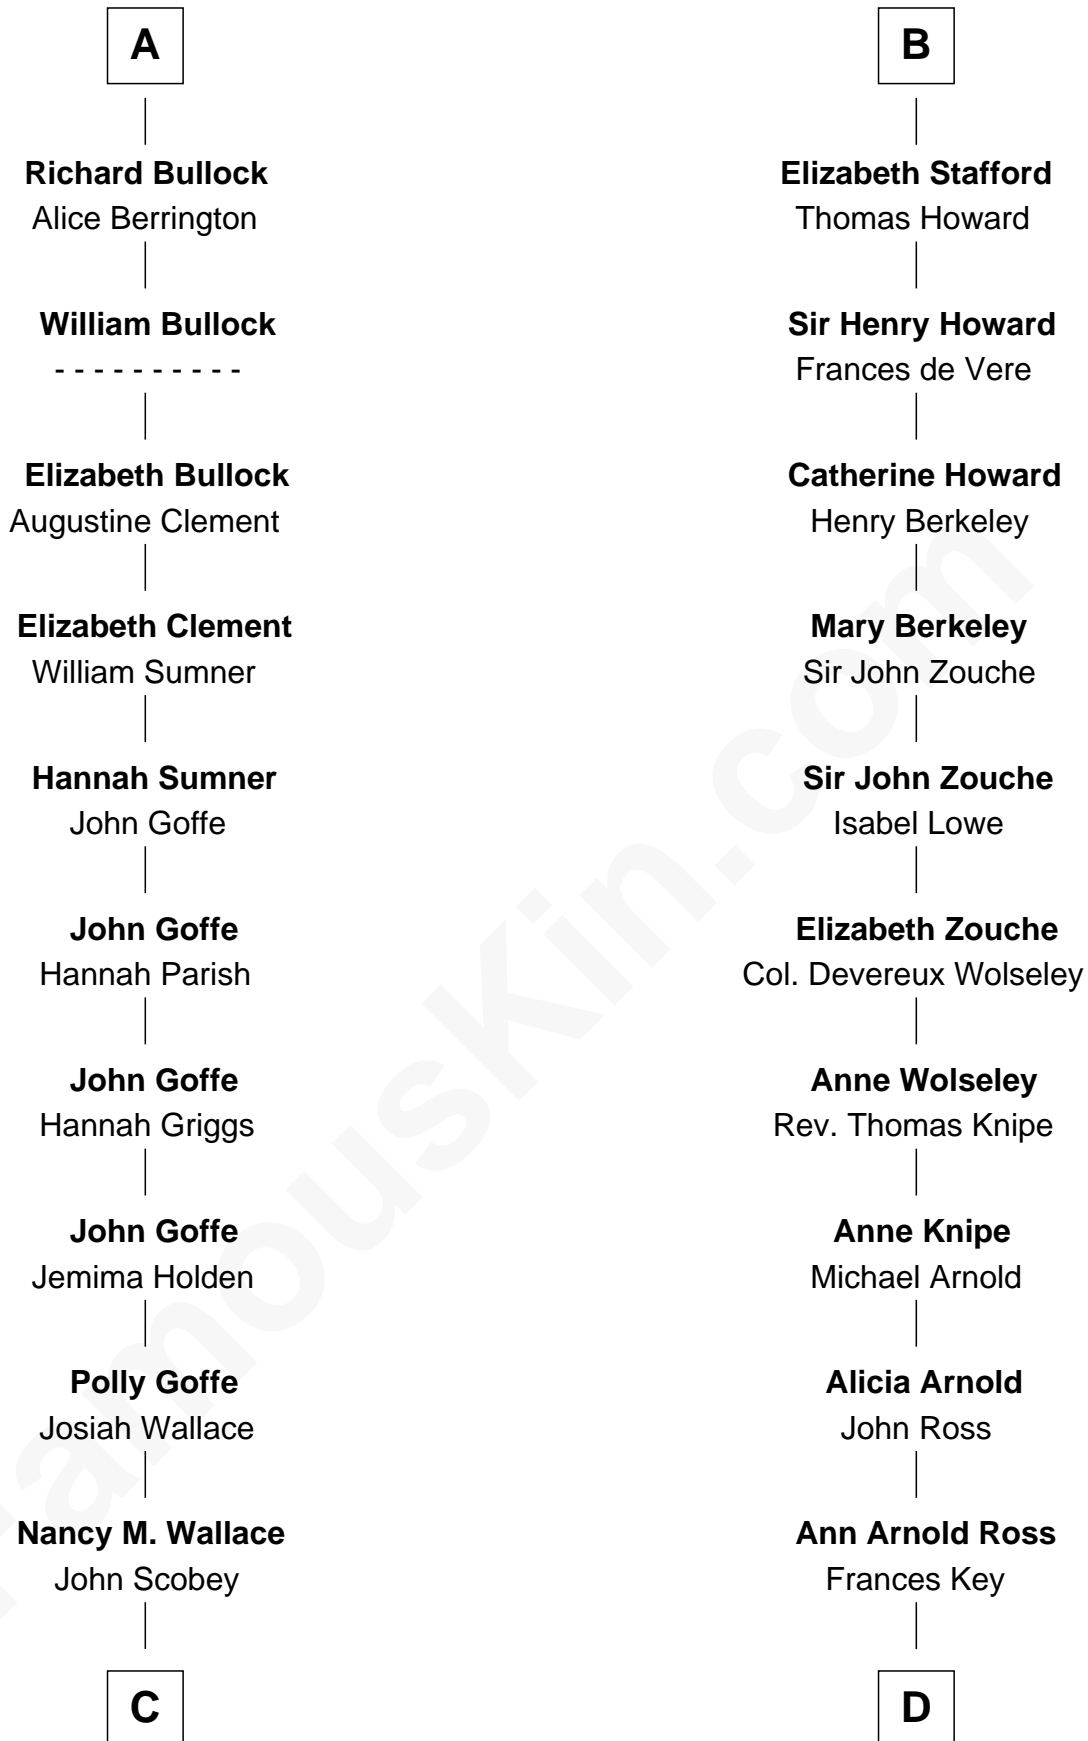 A
Richard Bullock
Alice Berrington
William Bullock
- - - - - - - - - -
Elizabeth Bullock
Augustine Clement
Elizabeth Clement
William Sumner
Hannah Sumner
John Goffe
John Goffe
Hannah Parish
John Goffe
Hannah Griggs
John Goffe
Jemima Holden
Polly Goffe
Josiah Wallace
Nancy M. Wallace
John Scobey
C
B
Elizabeth Stafford
Thomas Howard
Sir Henry Howard
Frances de Vere
Catherine Howard
Henry Berkeley
Mary Berkeley
Sir John Zouche
Sir John Zouche
Isabel Lowe
Elizabeth Zouche
Col. Devereux Wolseley
Anne Wolseley
Rev. Thomas Knipe
Anne Knipe
Michael Arnold
Alicia Arnold
John Ross
Ann Arnold Ross
Frances Key
D
FamousKin.com